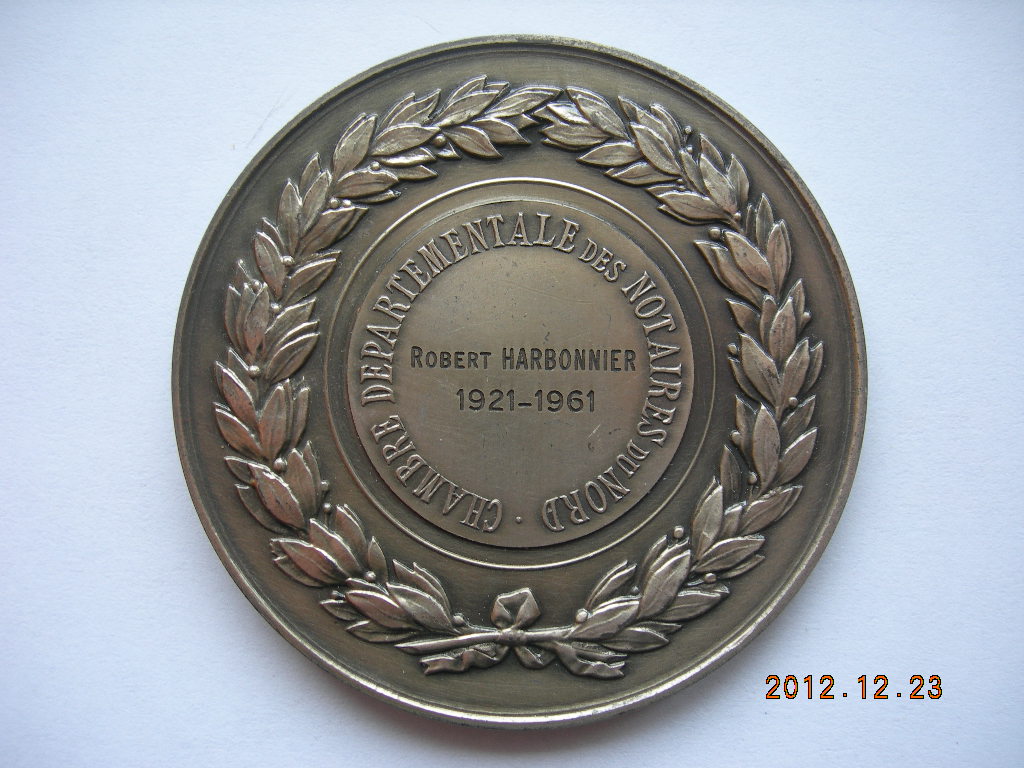 CHAMBRE DEPARTEMENTALE DES NOTAIRES DU NORD ·
ROBERT HARBONNIER
1921-1961
2012.12.23